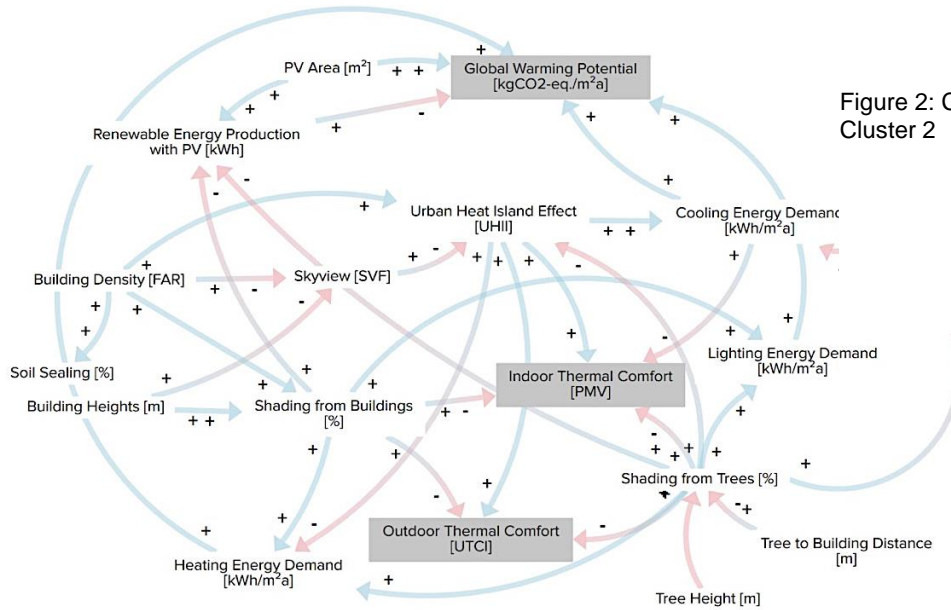 PV Area [m²]
Global Warming Potential
[kgCO2-eq./m²a]
Figure 2: C
Cluster 2
Renewable Energy Production
with PV [kWh]
Urban Heat Island Effect
[UHII]
Cooling Energy Demand
[kWh/m²a]
Building Density [FAR]
Skyview [SVF]
Soil Sealing [%]
Lighting Energy Demand
[kWh/m²a]
Indoor Thermal Comfort
[PMV]
Building Heights [m]
Shading from Buildings
[%]
Shading from Trees [%]
Outdoor Thermal Comfort
[UTCI]
Tree to Building Distance
[m]
Heating Energy Demand
[kWh/m²a]
Tree Height [m]